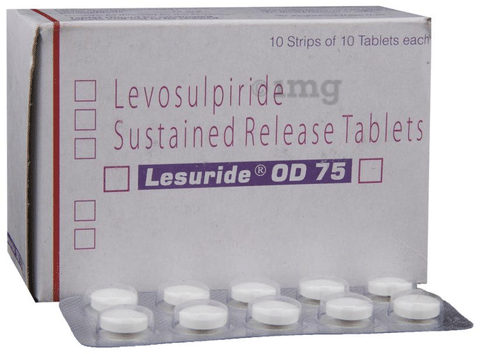 10 Strips of 10 Tablets each
Levosulpiride
Sustained Release Tablets
Lesuride® OD 75